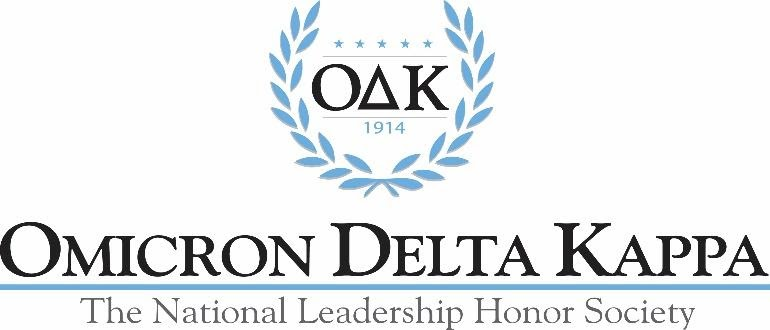 ΟΔΚ
1914
OMICRON DELTA KAPPA
The National Leadership Honor Society